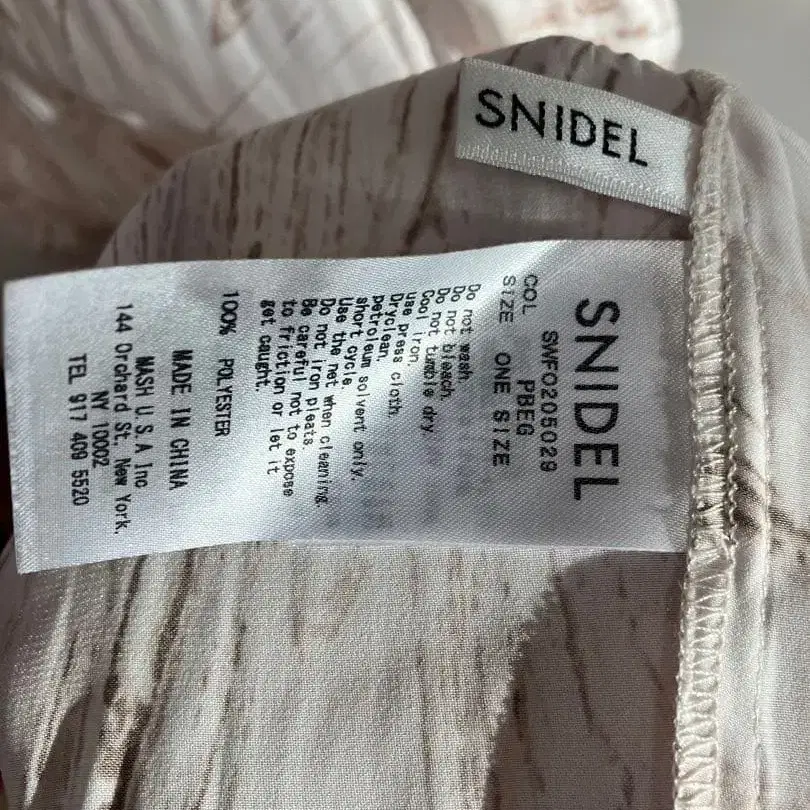 SNIDEL
SNIDEL
SWFO205029
COL PBEG
SIZE ONE SIZE
Do not wash.
Do not bleach.
Do not tumble dry.
Cool iron.
use press cloth.
Dryclean.
petroleum solvent only.
short cycle.
Use the net when cleaning.
Do not iron pleats.
Be careful not to expose
to friction or let it
get caught.
100% POLYESTER
MADE IN CHINA
MASH U.S.A Inc
144 Orchard St. New York,
NY 10002
TEL 917 409 5520